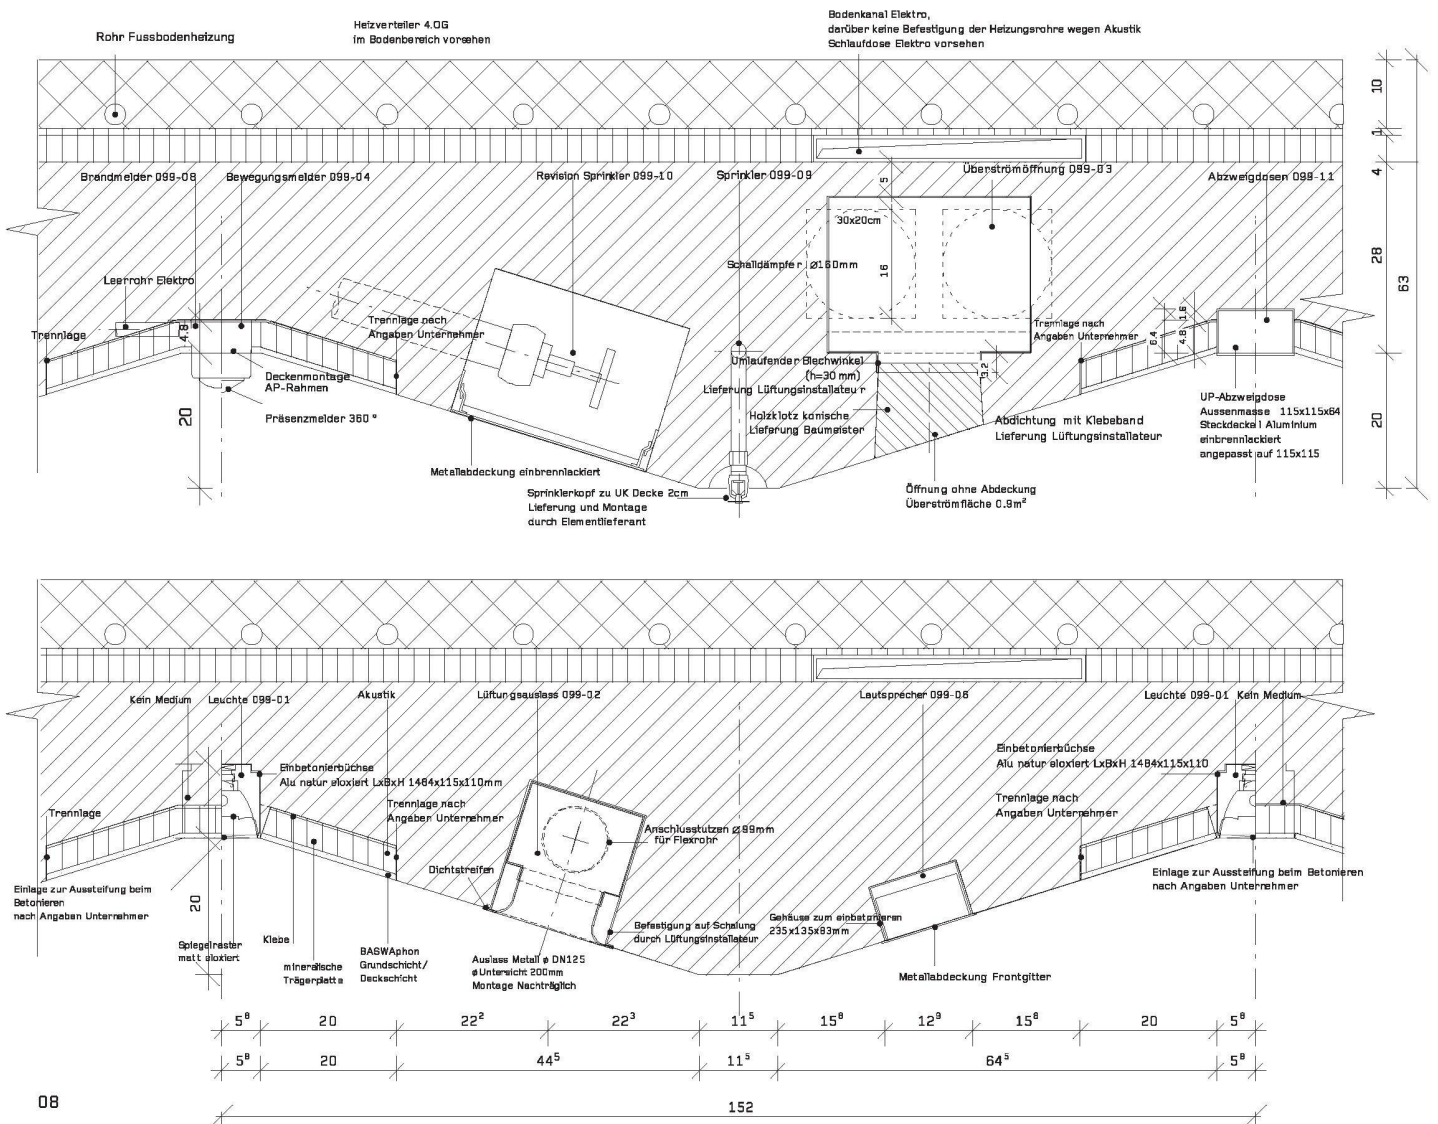 Rohr Fussbodenheizung
Heizverteiler 4.OG
im Bodenbereich vorsehen
Bodenkanal Elektro,
darüber keine Befestigung der Heizungsrohre wegen Akustik
Schlaufdose Elektro vorsehen
10
1
4
28
63
20
Brandmelder 099-08
Bewegungsmelder 099-04
Revision Sprinkler 099-10
Sprinkler 099-09
5
Überströmöffnung 099-03
Abzweigdosen 099-11
30x20cm
Schalldämpfer Ø160mm
16
Leerrohr Elektro
Trennlage
4.8
Trennlage nach
Angaben Unternehmer
Deckenmontage
AP-Rahmen
Präsenzmelder 360°
20
Metallabdeckung einbrennlackiert
Umlaufender Blechwinkel
(h=30 mm)
Lieferung Lüftungsinstallateur
Holzklotz konische
Lieferung Baumeister
3.2
Trennlage nach
Angaben Unternehmer
6.4
4.8
1.6
Abdichtung mit Klebeband
Lieferung Lüftungsinstallateur
UP-Abzweigdose
Aussenmasse 115x115x64
Steckdeckel Aluminium
einbrennlackiert
angepasst auf 115x115
Sprinklerkopf zu UK Decke 2cm
Lieferung und Montage
durch Elementlieferant
Öffnung ohne Abdeckung
Überströmfläche 0.9m²
Kein Medium
Leuchte 099-01
Akustik
Lüftungsauslass 099-02
Lautsprecher 099-06
Leuchte 099-01
Kein Medium
Einbetonierbüchse
Alu natur eloxiert LxBxH 1484x115x110mm
Einbetonierbüchse
Alu natur eloxiert LxBxH 1484x115x110
Trennlage
Trennlage nach
Angaben Unternehmer
Anschlusstutzen Ø99mm
für Flexrohr
Trennlage nach
Angaben Unternehmer
Dichtstreifen
Einlage zur Aussteifung beim
Betonieren
nach Angaben Unternehmer
20
Einlage zur Aussteifung beim Betonieren
nach Angaben Unternehmer
Spiegelraster
matt eloxiert
Klebe
mineralische
Trägerplatte
BASWAphon
Grundschicht/
Deckschicht
Auslass Metall ø DN125
ø Untersicht 200mm
Montage Nachträglich
Befestigung auf Schalung
durch Lüftungsinstallateur
Gehäuse zum einbetonieren
235x135x83mm
Metallabdeckung Frontgitter
5⁸ 20 22² 22³ 11⁵ 15⁸ 12⁹ 15⁸ 20 5⁸
5⁸ 20 44⁵ 11⁵ 64⁵ 5⁸
152
08